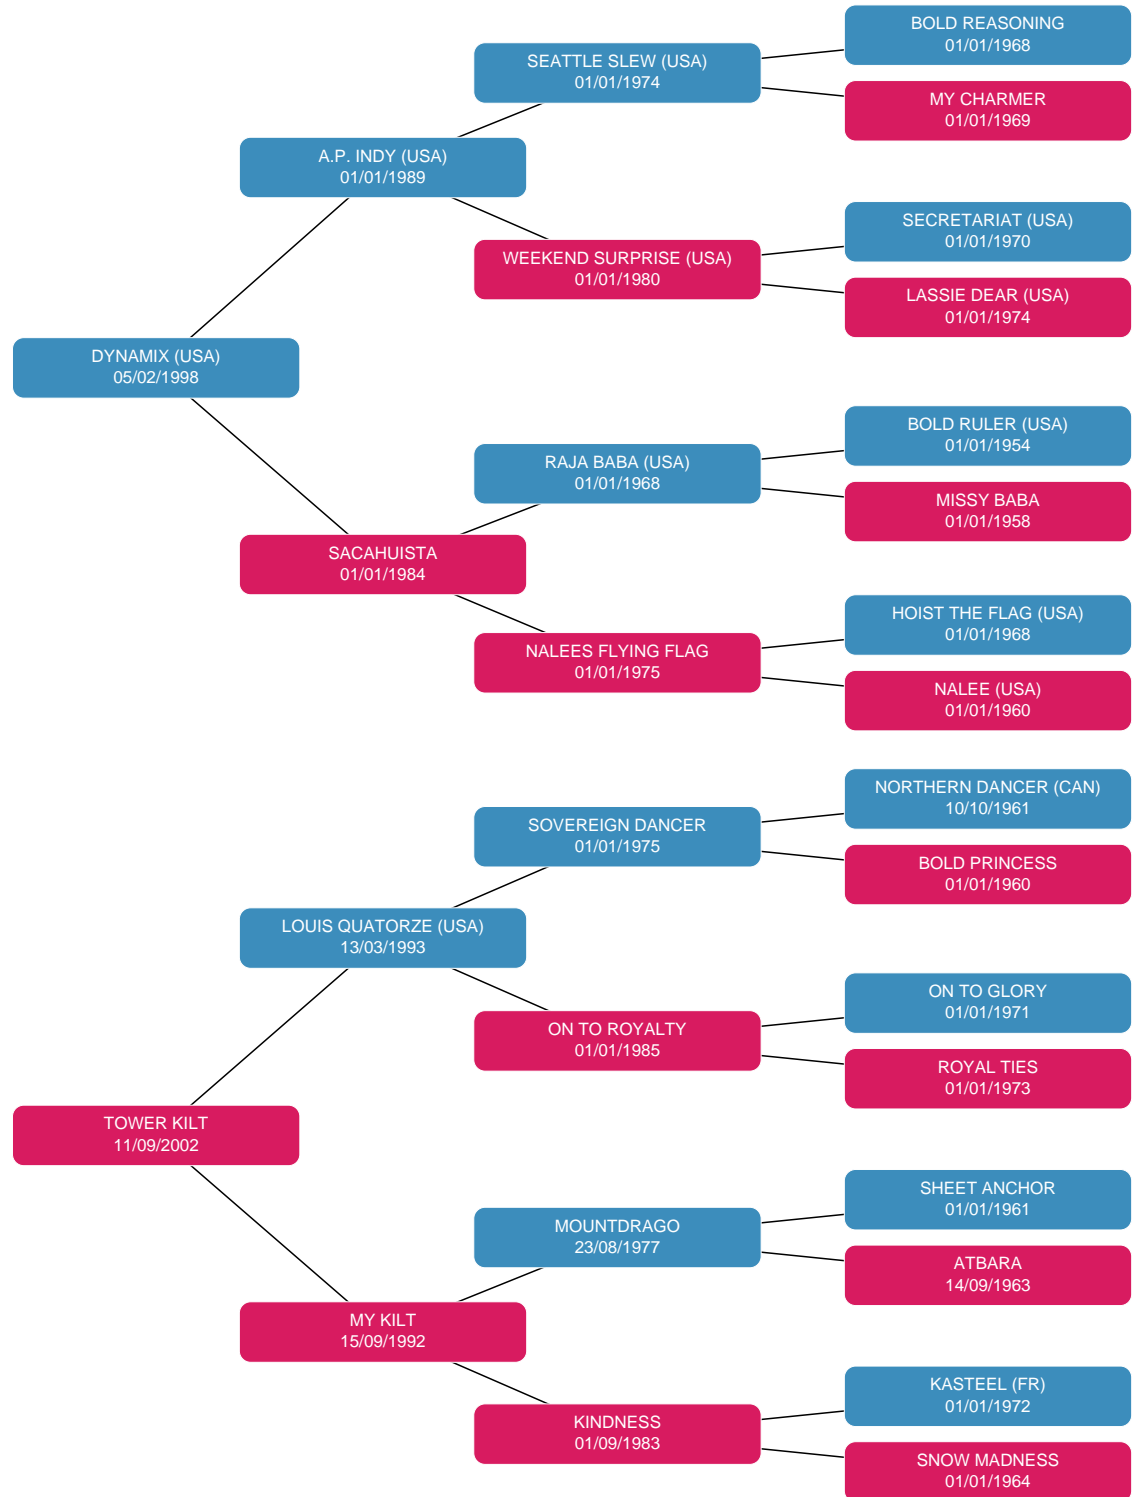 BOLD REASONING
01/01/1968
SEATTLE SLEW (USA)
01/01/1974
MY CHARMER
01/01/1969
A.P. INDY (USA)
01/01/1989
SECRETARIAT (USA)
01/01/1970
WEEKEND SURPRISE (USA)
01/01/1980
LASSIE DEAR (USA)
01/01/1974
DYNAMIX (USA)
05/02/1998
BOLD RULER (USA)
01/01/1954
RAJA BABA (USA)
01/01/1968
MISSY BABA
01/01/1958
SACAHUISTA
01/01/1984
HOIST THE FLAG (USA)
01/01/1968
NALEES FLYING FLAG
01/01/1975
NALEE (USA)
01/01/1960
NORTHERN DANCER (CAN)
10/10/1961
SOVEREIGN DANCER
01/01/1975
BOLD PRINCESS
01/01/1960
LOUIS QUATORZE (USA)
13/03/1993
ON TO GLORY
01/01/1971
ON TO ROYALTY
01/01/1985
ROYAL TIES
01/01/1973
TOWER KILT
11/09/2002
SHEET ANCHOR
01/01/1961
MOUNTDRAGO
23/08/1977
ATBARA
14/09/1963
MY KILT
15/09/1992
KASTEEL (FR)
01/01/1972
KINDNESS
01/09/1983
SNOW MADNESS
01/01/1964